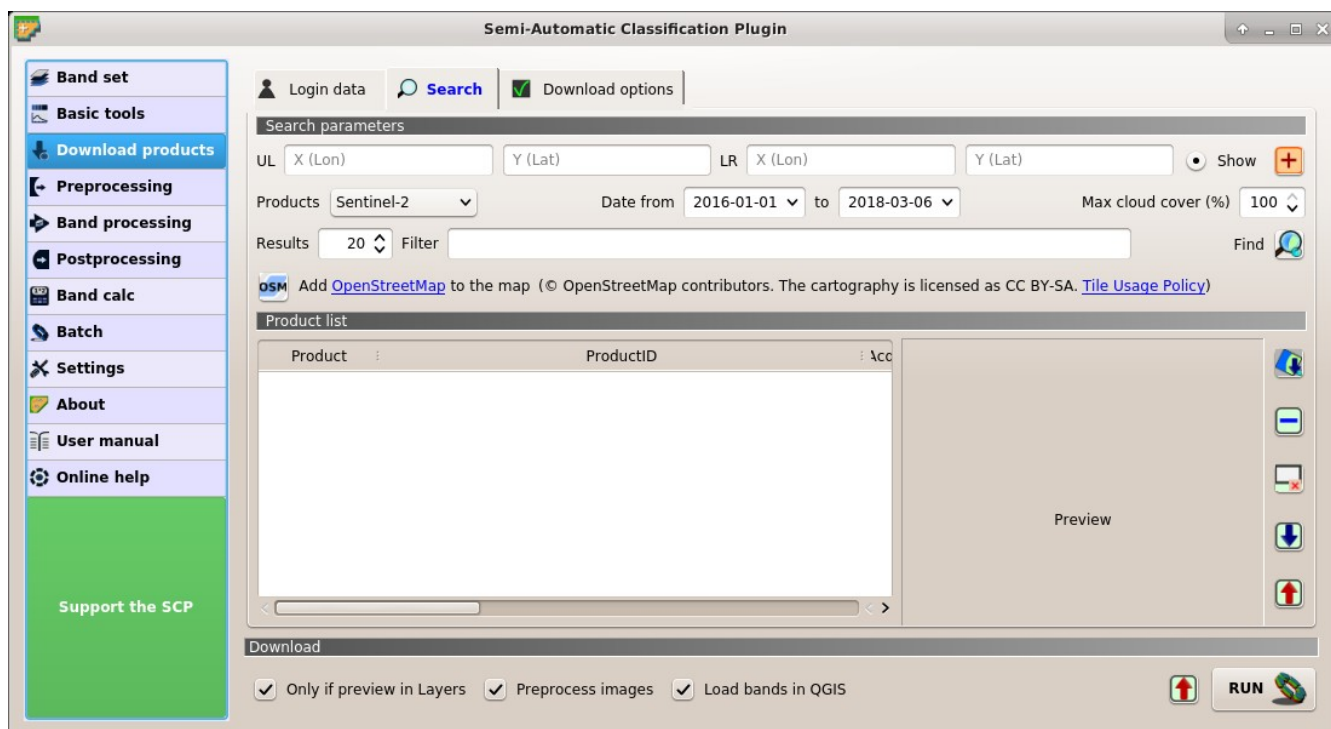 Semi-Automatic Classification Plugin
Band set
Basic tools
Download products
Preprocessing
Band processing
Postprocessing
Band calc
Batch
Settings
About
User manual
Online help
Support the SCP
Login data Search Download options
Search parameters
UL X (Lon) Y (Lat) LR X (Lon) Y (Lat) Show
Products Sentinel-2 Date from 2016-01-01 to 2018-03-06 Max cloud cover (%) 100
Results 20 Filter Find
OSM Add OpenStreetMap to the map (© OpenStreetMap contributors. The cartography is licensed as CC BY-SA. Tile Usage Policy)
Product list
Product ProductID
Preview
Download
Only if preview in Layers Preprocess images Load bands in QGIS RUN